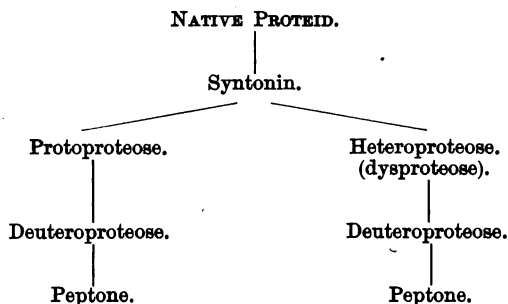 NATIVE PROTEID.
Syntonin.
Protoproteose. Heteroproteose.
(dysproteose).
Deuteroproteose. Deuteroproteose.
Peptone. Peptone.